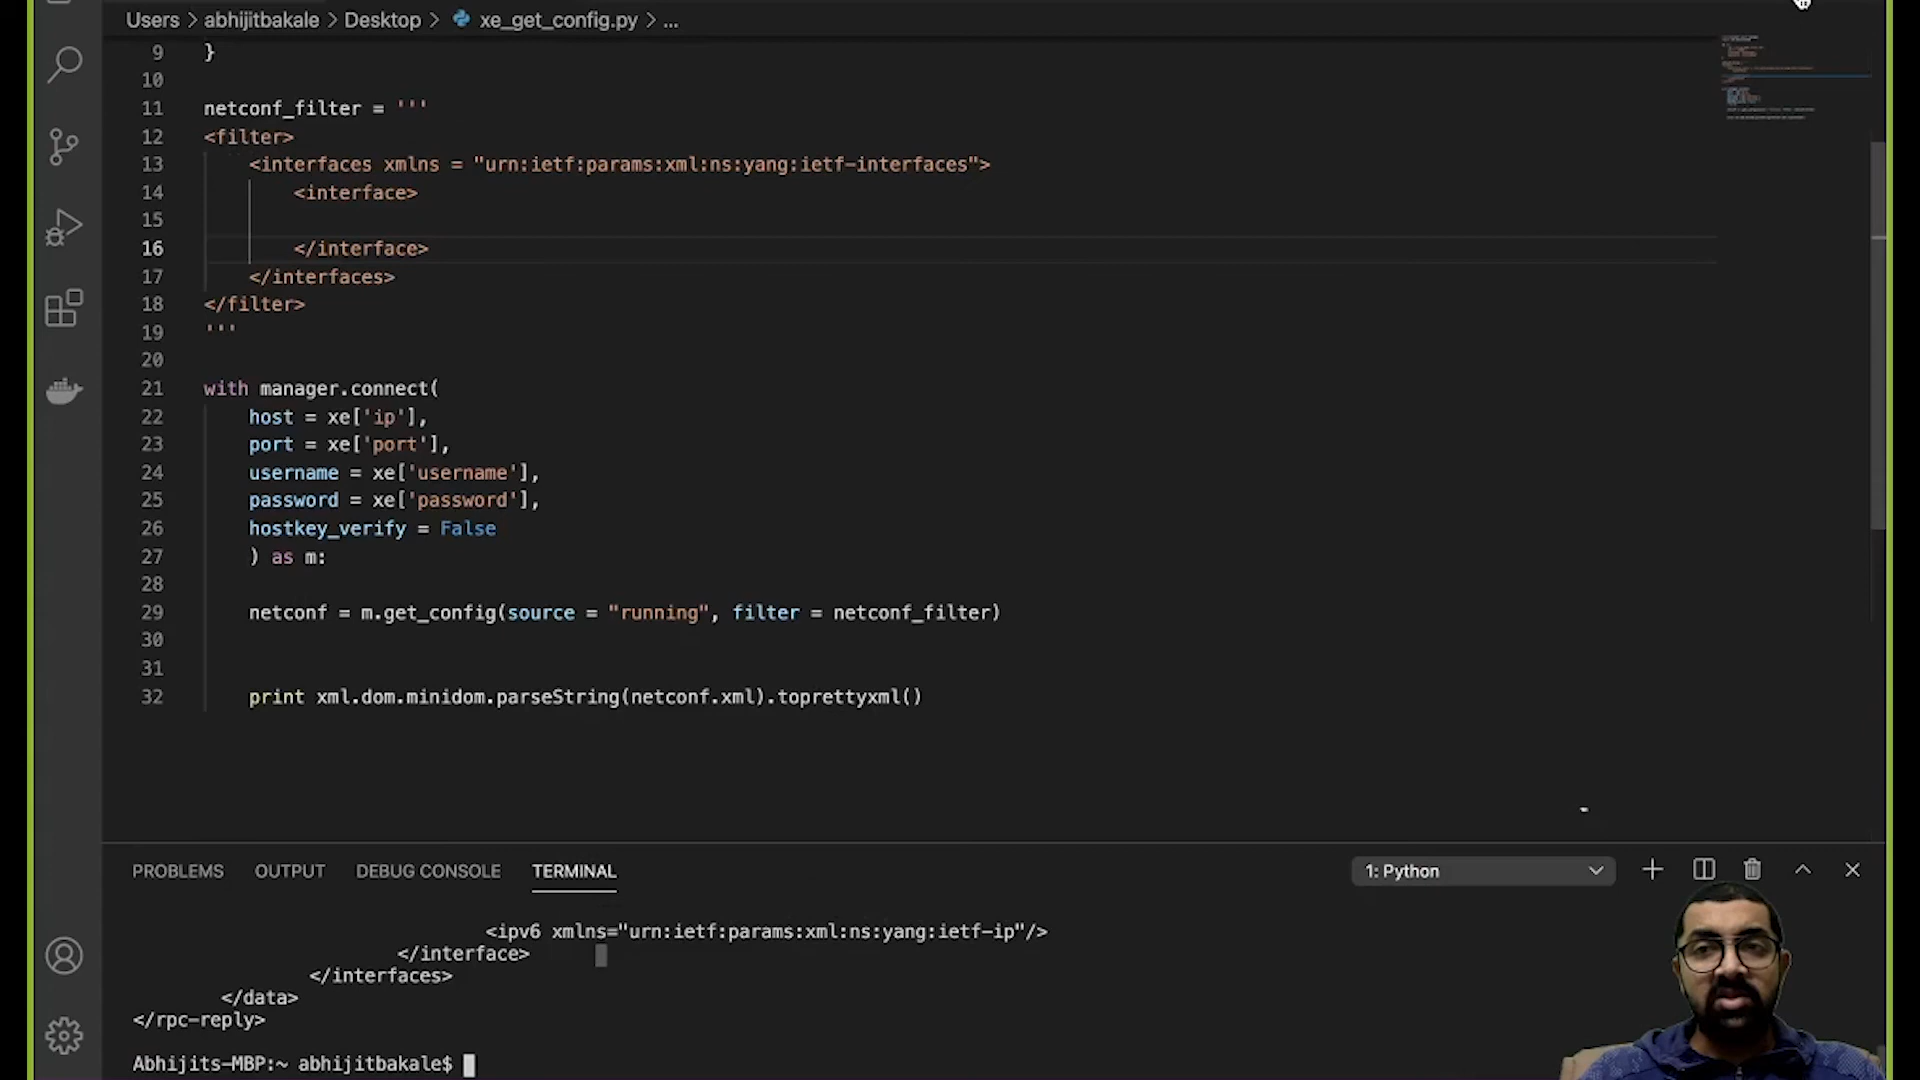 Users > abhijitbakale > Desktop > xe_get_config.py > ...
9 }
10
11 netconf_filter = '''
12 <filter>
13 <interfaces xmlns = "urn:ietf:params:xml:ns:yang:ietf-interfaces">
14 <interface>
15
16 </interface>
17 </interfaces>
18 </filter>
19 '''
20
21 with manager.connect(
22 host = xe['ip'],
23 port = xe['port'],
24 username = xe['username'],
25 password = xe['password'],
26 hostkey_verify = False
27 ) as m:
28
29 netconf = m.get_config(source = "running", filter = netconf_filter)
30
31
32 print xml.dom.minidom.parseString(netconf.xml).toprettyxml()
PROBLEMS OUTPUT DEBUG CONSOLE TERMINAL 1: Python
<ipv6 xmlns="urn:ietf:params:xml:ns:yang:ietf-ip"/>
</interface>
</interfaces>
</data>
</rpc-reply>
Abhijits-MBP:~ abhijitbakale$